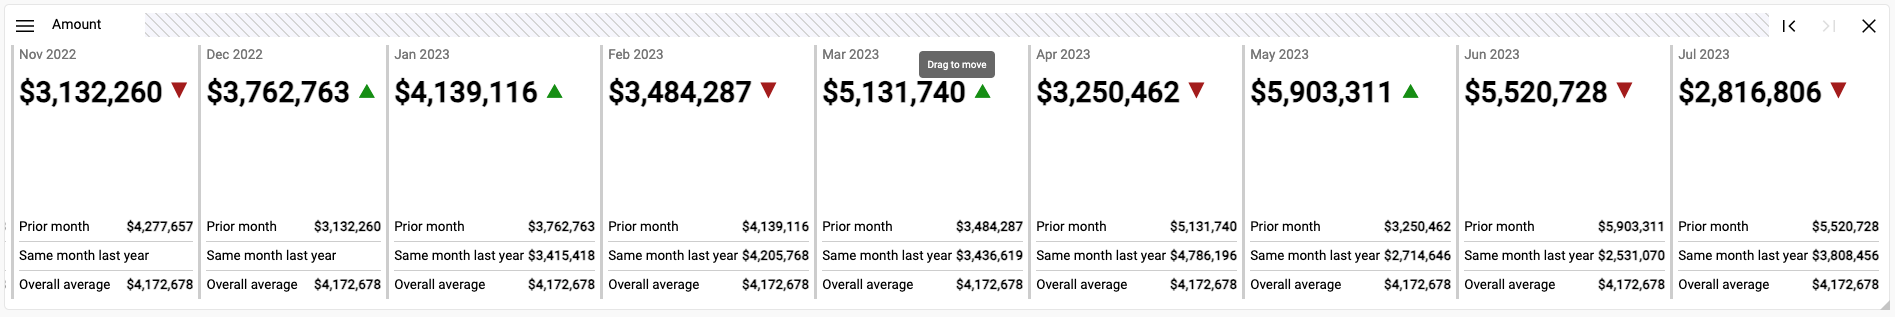 Amount
Drag to move
Nov 2022
$3,132,260
Prior month $4,277,657
Same month last year
Overall average $4,172,678
Dec 2022
$3,762,763
Prior month $3,132,260
Same month last year
Overall average $4,172,678
Jan 2023
$4,139,116
Prior month $3,762,763
Same month last year $3,415,418
Overall average $4,172,678
Feb 2023
$3,484,287
Prior month $4,139,116
Same month last year $4,205,768
Overall average $4,172,678
Mar 2023
$5,131,740
Prior month $3,484,287
Same month last year $3,436,619
Overall average $4,172,678
Apr 2023
$3,250,462
Prior month $5,131,740
Same month last year $4,786,196
Overall average $4,172,678
May 2023
$5,903,311
Prior month $3,250,462
Same month last year $2,714,646
Overall average $4,172,678
Jun 2023
$5,520,728
Prior month $5,903,311
Same month last year $2,531,070
Overall average $4,172,678
Jul 2023
$2,816,806
Prior month $5,520,728
Same month last year $3,808,456
Overall average $4,172,678